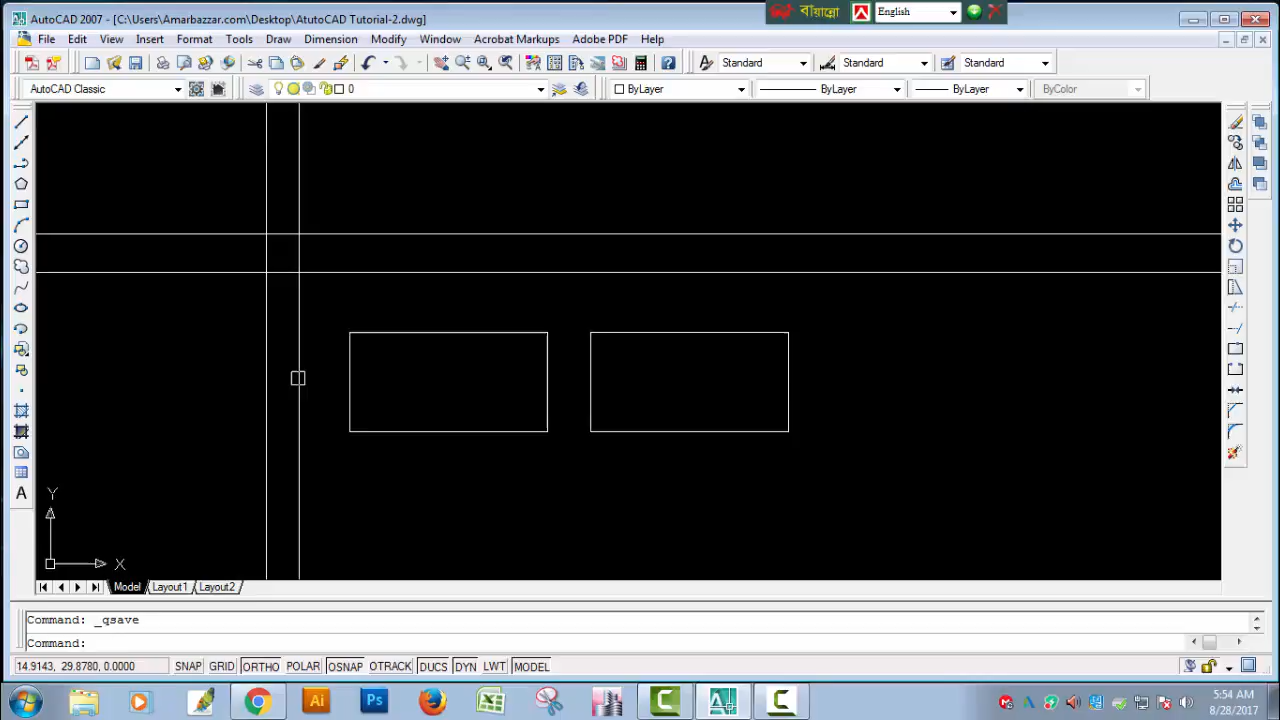 AutoCAD 2007 - [C:\Users\Amarbazzar.com\Desktop\AtutoCAD Tutorial-2.dwg]
বায়ান্নো English
File Edit View Insert Format Tools Draw Dimension Modify Window Acrobat Markups Adobe PDF Help
Standard Standard Standard
AutoCAD Classic 0 ByLayer ByLayer ByLayer ByColor
Y
X
Model Layout1 Layout2
Command: _qsave
Command:
14.9143, 29.8780, 0.0000 SNAP GRID ORTHO POLAR OSNAP OTRACK DUCS DYN LWT MODEL
Ai Ps
5:54 AM
8/28/2017